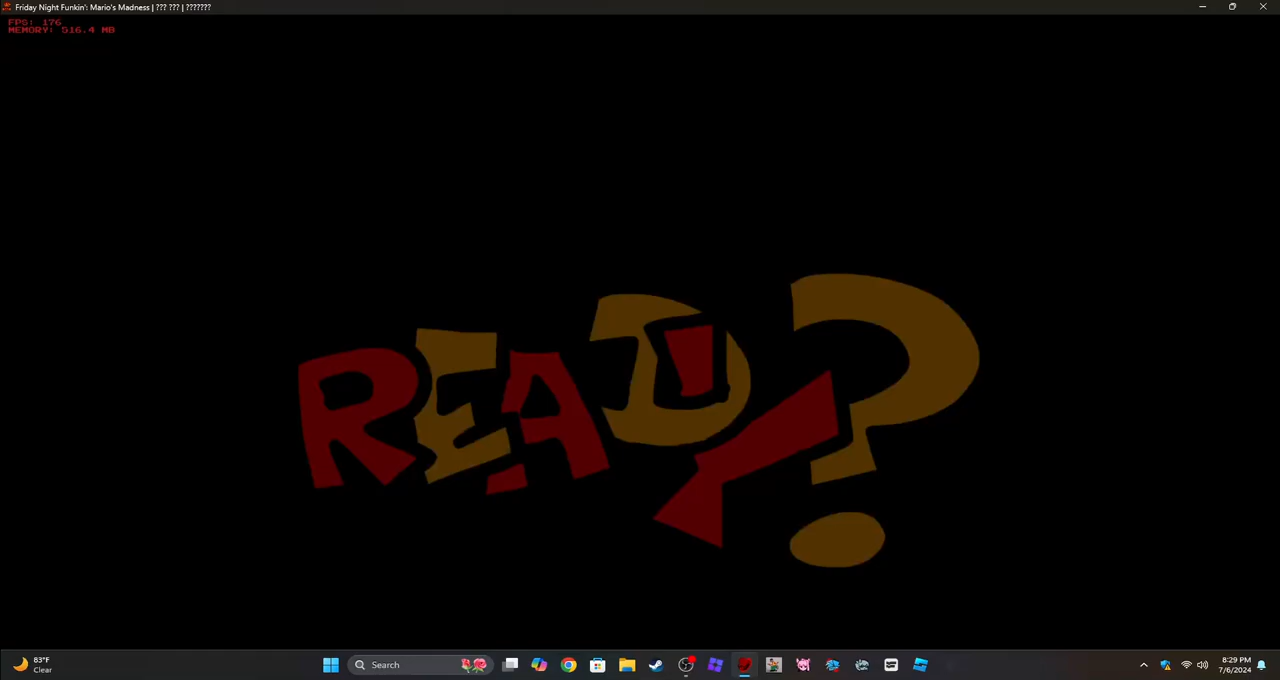 Friday Night Funkin': Mario's Madness | ??? ??? | ???????
FPS: 176
MEMORY: 516.4 MB
READY?
83°F
Clear
Search
8:29 PM
7/6/2024